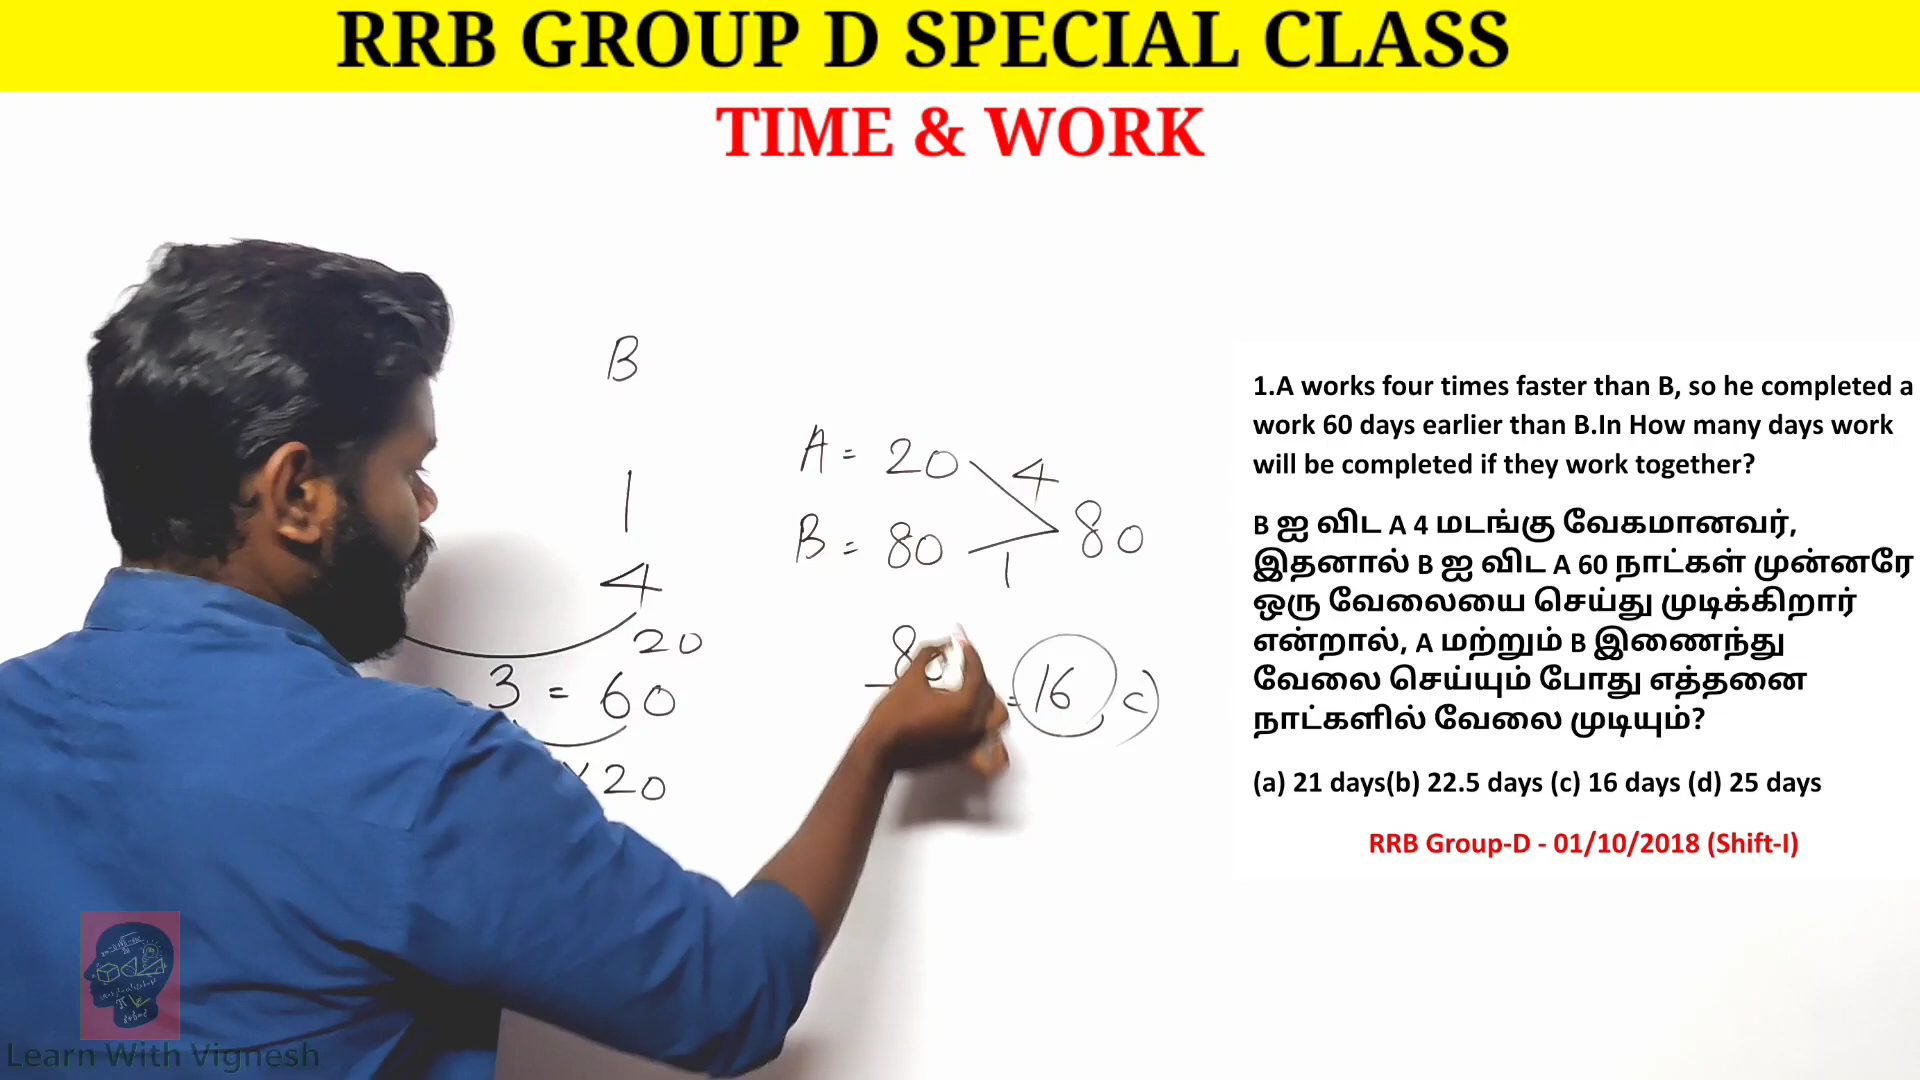 RRB GROUP D SPECIAL CLASS
TIME & WORK
B
1
4
20
3 = 60
20
A = 20
4
B = 80
80
1
80
= 16 c)
1.A works four times faster than B, so he completed a
work 60 days earlier than B.In How many days work
will be completed if they work together?
B ஐ விட A 4 மடங்கு வேகமானவர்,
இதனால் B ஐ விட A 60 நாட்கள் முன்னரே
ஒரு வேலையை செய்து முடிக்கிறார்
என்றால், A மற்றும் B இணைந்து
வேலை செய்யும் போது எத்தனை
நாட்களில் வேலை முடியும்?
(a) 21 days(b) 22.5 days (c) 16 days (d) 25 days
RRB Group-D - 01/10/2018 (Shift-I)
Learn With Vignesh